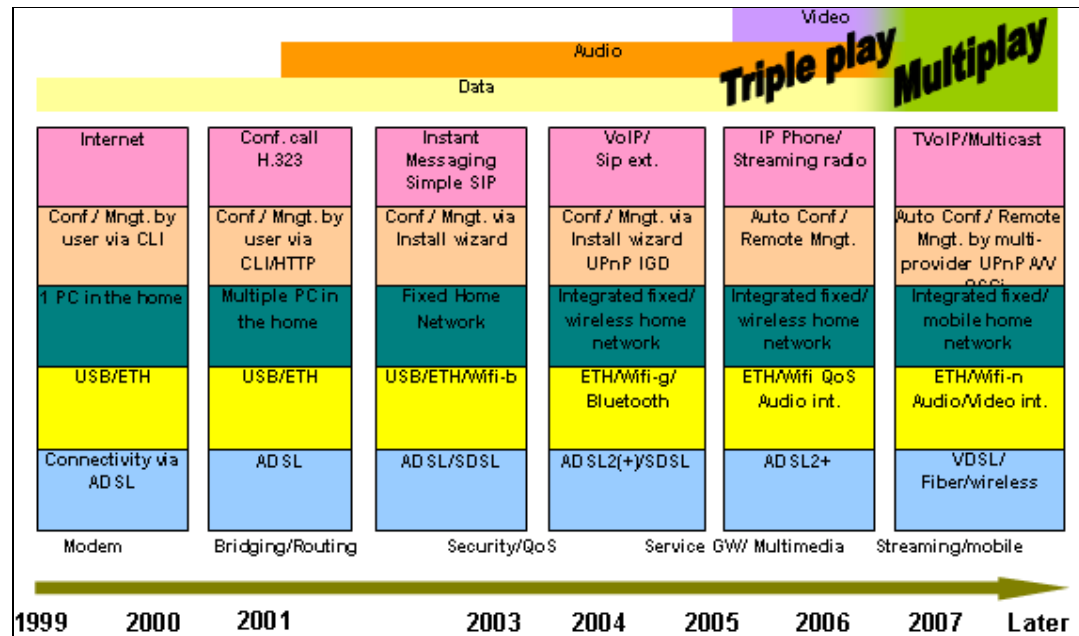 Video
Audio
Data
Triple play
Multiplay
Internet
Conf./ Mngt. by
user via CLI
1 PC in the home
USB/ETH
Connectivity via
ADSL
Conf. call
H.323
Conf./ Mngt. by
user via
CLI/HTTP
Multiple PC in
the home
USB/ETH
ADSL
Instant
Messaging
Simple SIP
Conf./ Mngt. via
Install wizard
Fixed Home
Network
USB/ETH/Wifi-b
ADSL/SDSL
VoIP/
Sip ext.
Conf./ Mngt. via
Install wizard
UPnP IGD
Integrated fixed/
wireless home
network
ETH/Wifi-g/
Bluetooth
ADSL2(+)/SDSL
IP Phone/
Streaming radio
Auto Conf./
Remote Mngt.
Integrated fixed/
wireless home
network
ETH/Wifi QoS
Audio int.
ADSL2+
TVoIP/Multicast
Auto Conf./ Remote
Mngt. by multi-
provider UPnP A/V
Integrated fixed/
mobile home
network
ETH/Wifi-n
Audio/Video int.
VDSL/
Fiber/wireless
Modem
Bridging/Routing
Security/QoS
Service GW/ Multimedia
Streaming/mobile
1999 2000 2001 2003 2004 2005 2006 2007 Later